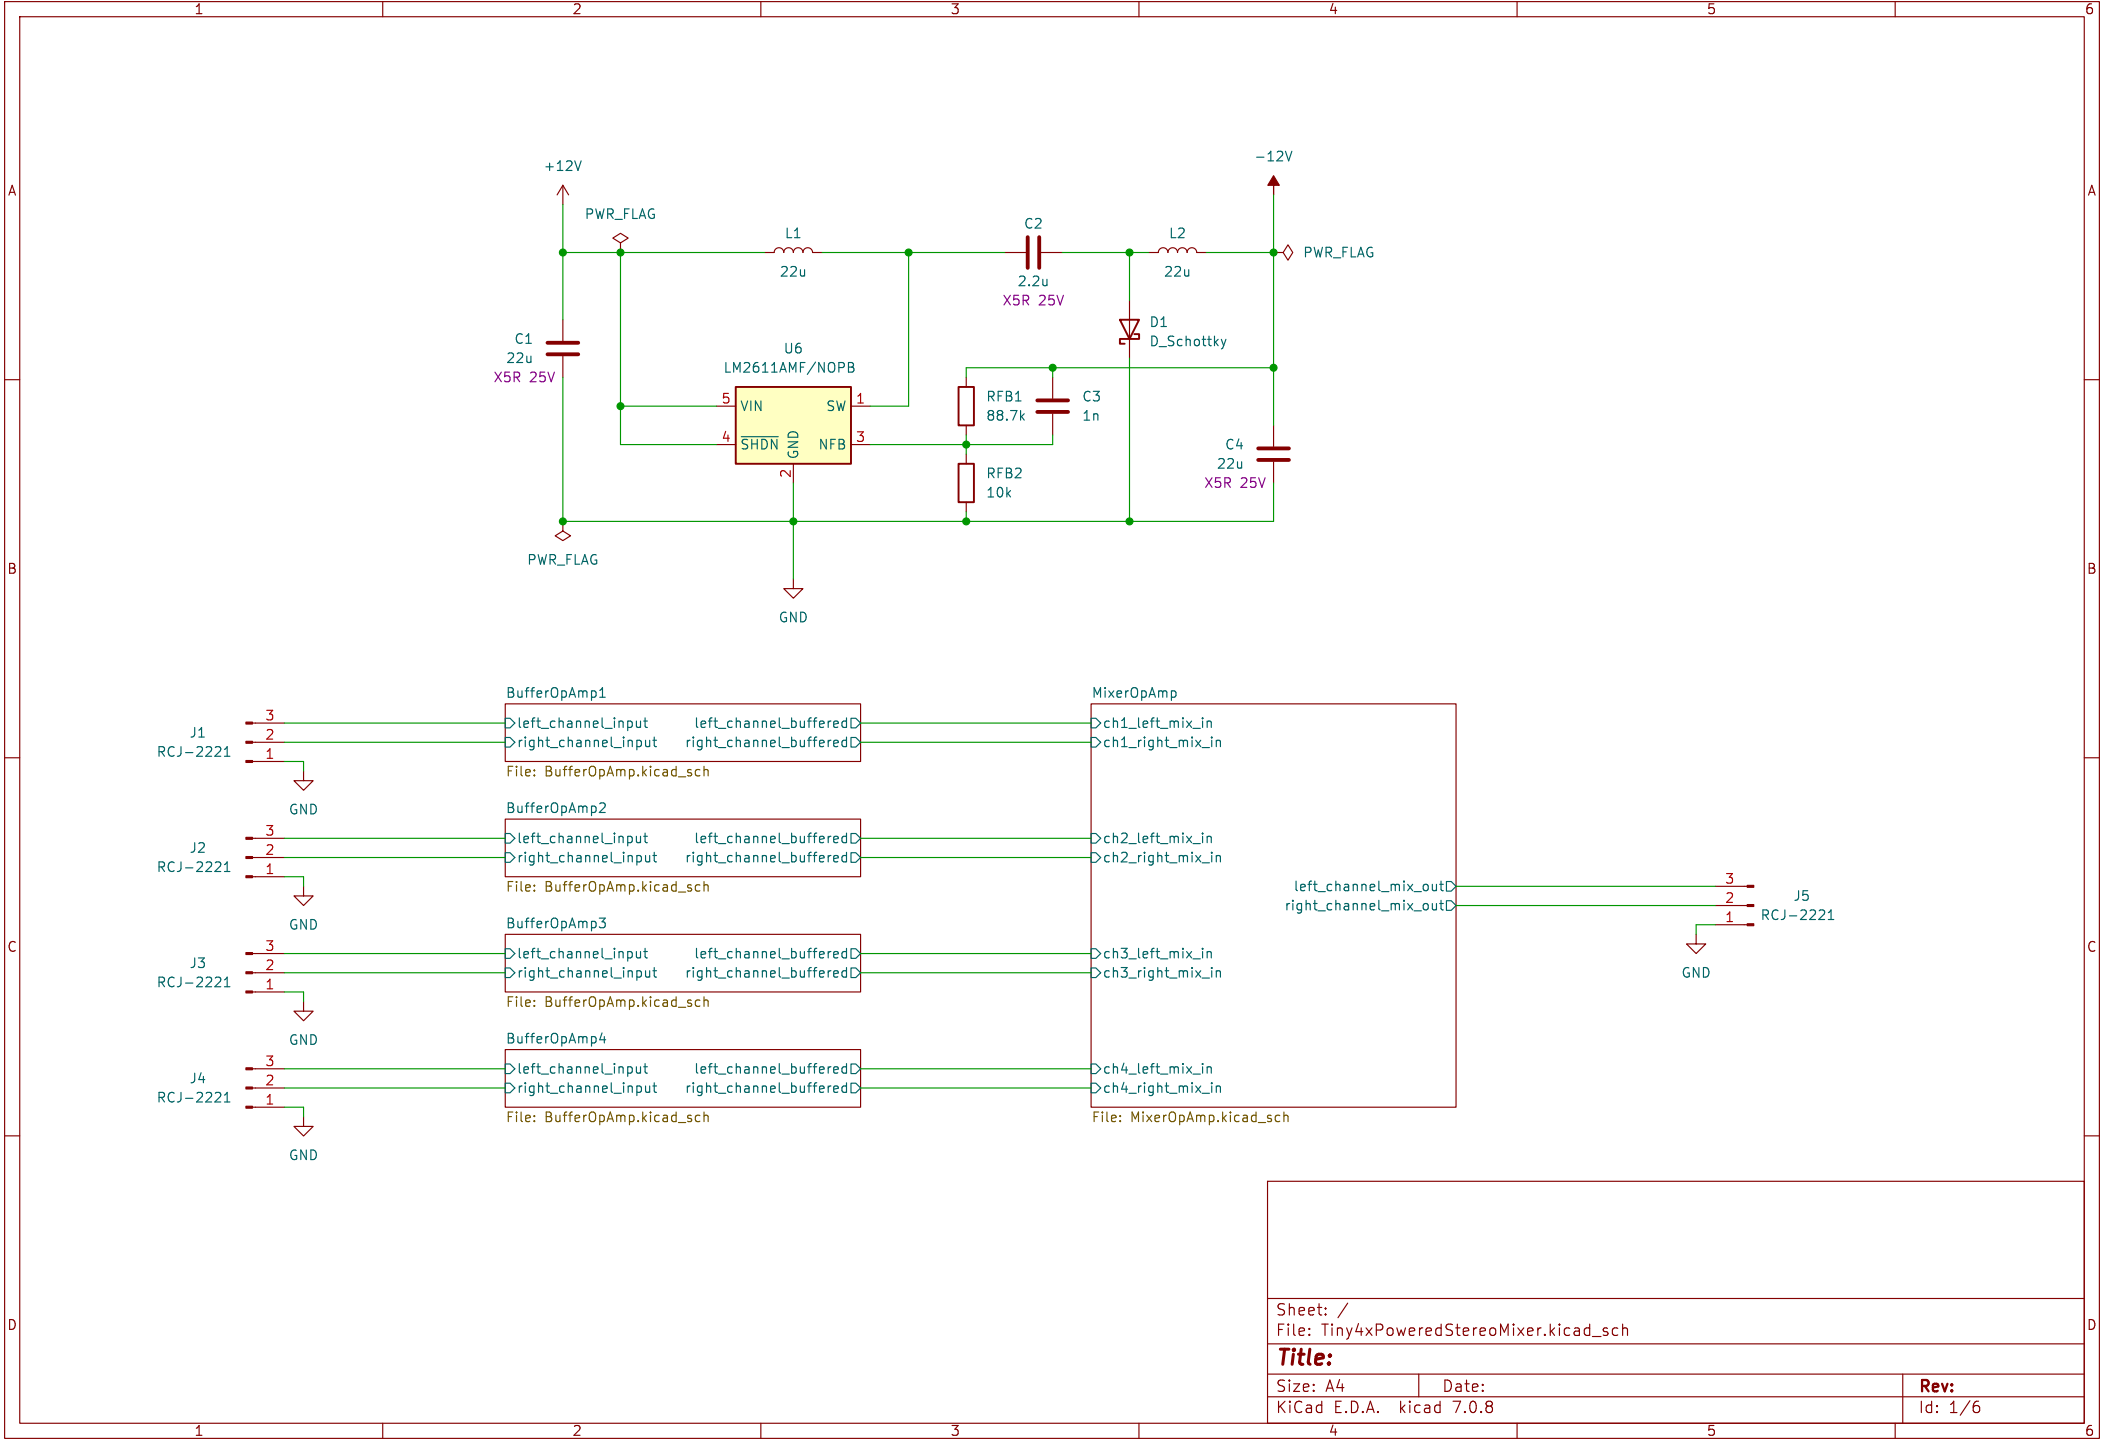 1 2 3 4 5 6
A A
B B
C C
D D
+12V
-12V
PWR_FLAG
L1
22u
C2
2.2u
X5R 25V
L2
22u
PWR_FLAG
C1
22u
X5R 25V
U6
LM2611AMF/NOPB
5 VIN SW 1
4 SHDN GND NFB 3
2
D1
D_Schottky
RFB1
88.7k
C3
1n
RFB2
10k
C4
22u
X5R 25V
PWR_FLAG
GND
BufferOpAmp1
J1
RCJ-2221
3
2
1
left_channel_input left_channel_buffered
right_channel_input right_channel_buffered
File: BufferOpAmp.kicad_sch
GND
BufferOpAmp2
J2
RCJ-2221
3
2
1
left_channel_input left_channel_buffered
right_channel_input right_channel_buffered
File: BufferOpAmp.kicad_sch
GND
BufferOpAmp3
J3
RCJ-2221
3
2
1
left_channel_input left_channel_buffered
right_channel_input right_channel_buffered
File: BufferOpAmp.kicad_sch
GND
BufferOpAmp4
J4
RCJ-2221
3
2
1
left_channel_input left_channel_buffered
right_channel_input right_channel_buffered
File: BufferOpAmp.kicad_sch
GND
MixerOpAmp
ch1_left_mix_in
ch1_right_mix_in
ch2_left_mix_in
ch2_right_mix_in
left_channel_mix_out
right_channel_mix_out
ch3_left_mix_in
ch3_right_mix_in
ch4_left_mix_in
ch4_right_mix_in
File: MixerOpAmp.kicad_sch
3
2
1
J5
RCJ-2221
GND
Sheet: /
File: Tiny4xPoweredStereoMixer.kicad_sch
Title:
Size: A4 Date: Rev:
KiCad E.D.A. kicad 7.0.8 Id: 1/6
1 2 3 4 5 6